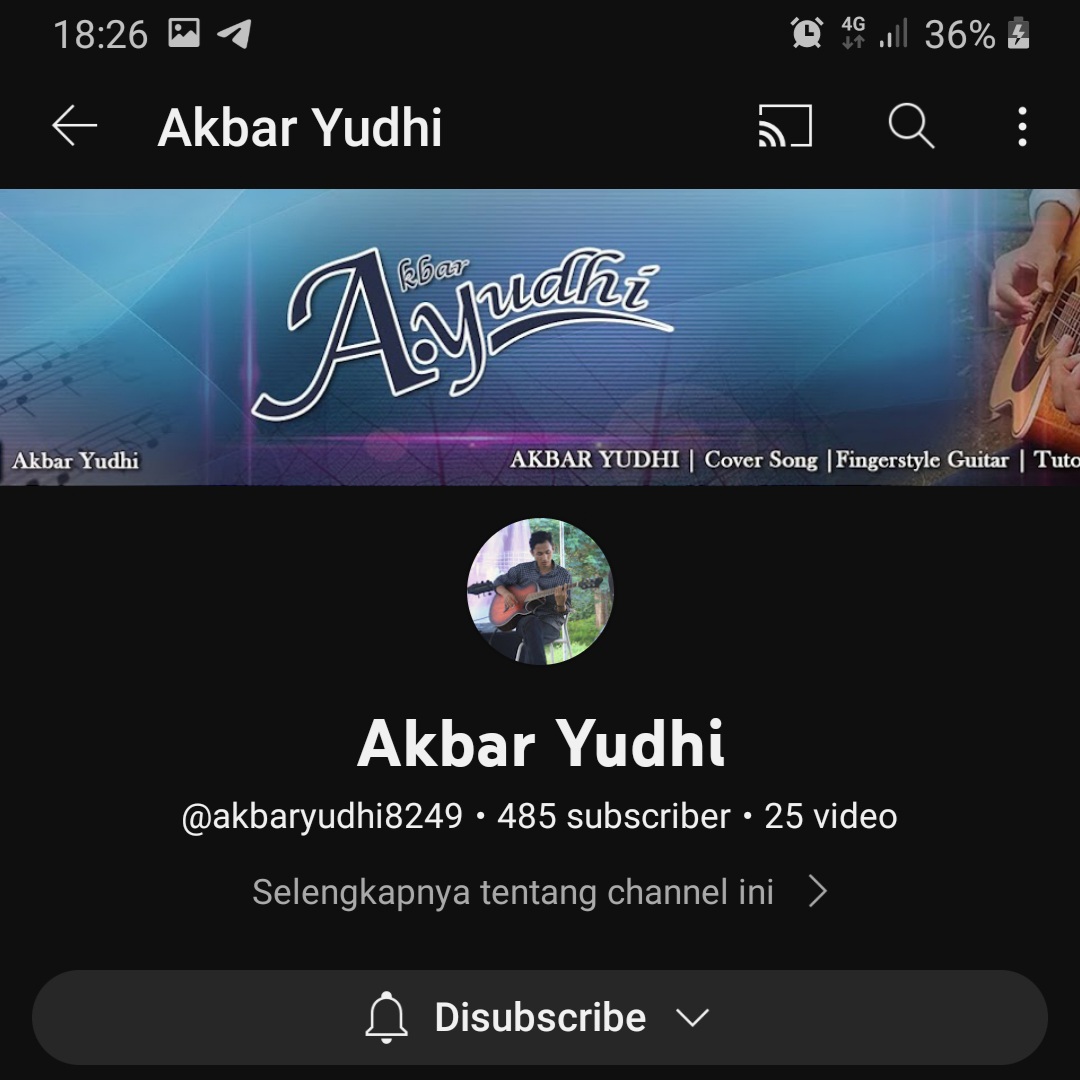 18:26 4G 36%
Akbar Yudhi
Akbar
A.Yudhi
Akbar Yudhi
AKBAR YUDHI | Cover Song |Fingerstyle Guitar | Tuto
Akbar Yudhi
@akbaryudhi8249 • 485 subscriber • 25 video
Selengkapnya tentang channel ini
Disubscribe